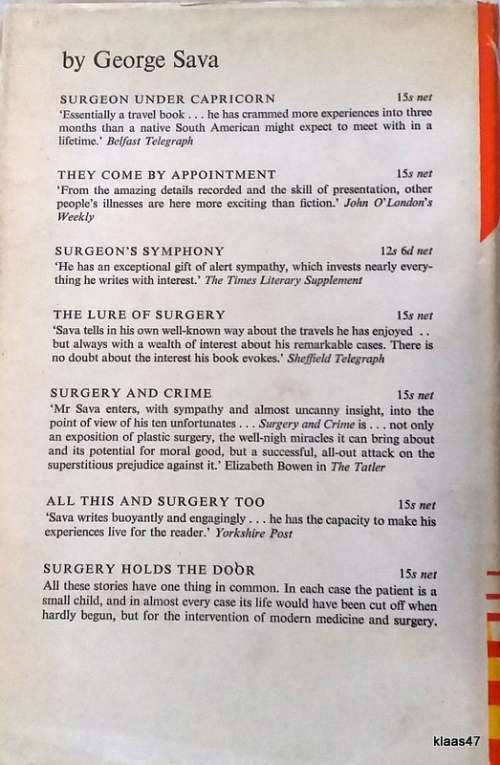 by George Sava
SURGEON UNDER CAPRICORN 15s net
'Essentially a travel book . . . he has crammed more experiences into three
months than a native South American might expect to meet with in a
lifetime.' Belfast Telegraph
THEY COME BY APPOINTMENT 15s net
'From the amazing details recorded and the skill of presentation, other
people's illnesses are here more exciting than fiction.' John O'London's
Weekly
SURGEON'S SYMPHONY 12s 6d net
'He has an exceptional gift of alert sympathy, which invests nearly every-
thing he writes with interest.' The Times Literary Supplement
THE LURE OF SURGERY 15s net
'Sava tells in his own well-known way about the travels he has enjoyed . .
but always with a wealth of interest about his remarkable cases. There is
no doubt about the interest his book evokes.' Sheffield Telegraph
SURGERY AND CRIME 15s net
'Mr Sava enters, with sympathy and almost uncanny insight, into the
point of view of his ten unfortunates . . . Surgery and Crime is . . . not only
an exposition of plastic surgery, the well-nigh miracles it can bring about
and its potential for moral good, but a successful, all-out attack on the
superstitious prejudice against it.' Elizabeth Bowen in The Tatler
ALL THIS AND SURGERY TOO 15s net
'Sava writes buoyantly and engagingly . . . he has the capacity to make his
experiences live for the reader.' Yorkshire Post
SURGERY HOLDS THE DOOR 15s net
All these stories have one thing in common. In each case the patient is a
small child, and in almost every case its life would have been cut off when
hardly begun, but for the intervention of modern medicine and surgery.
klaas47